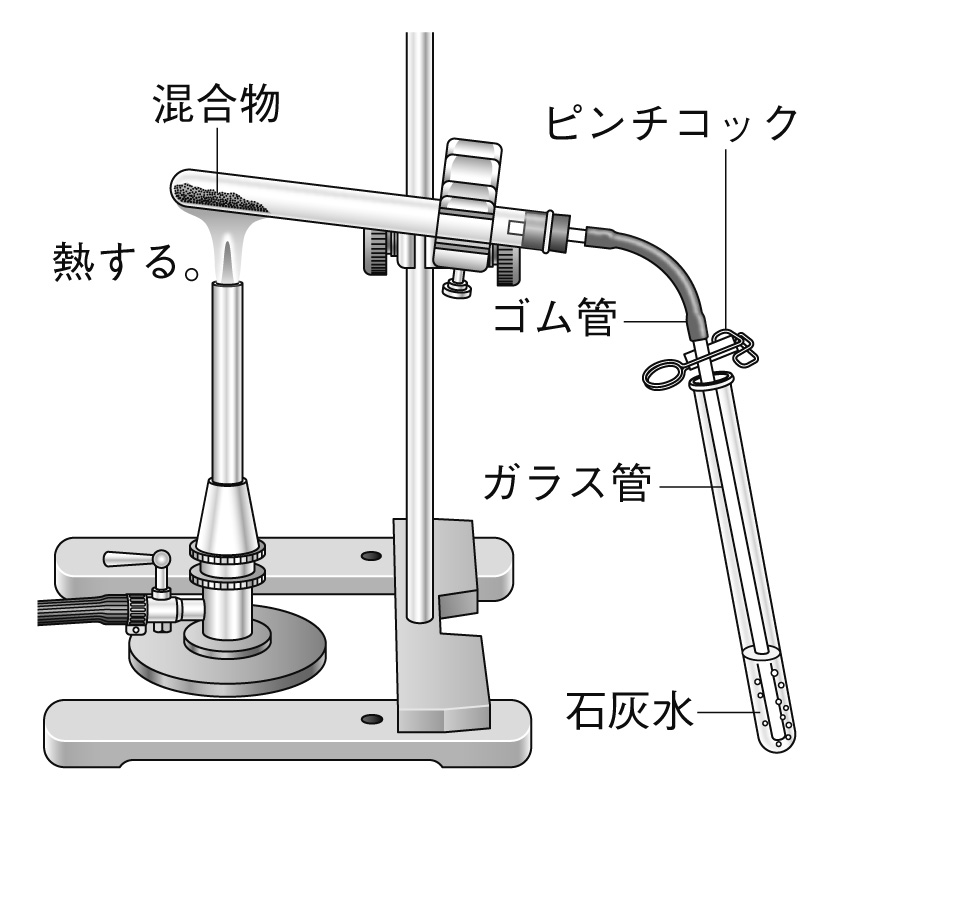 混合物
ピンチコック
熱する。
ゴム管
ガラス管
石灰水